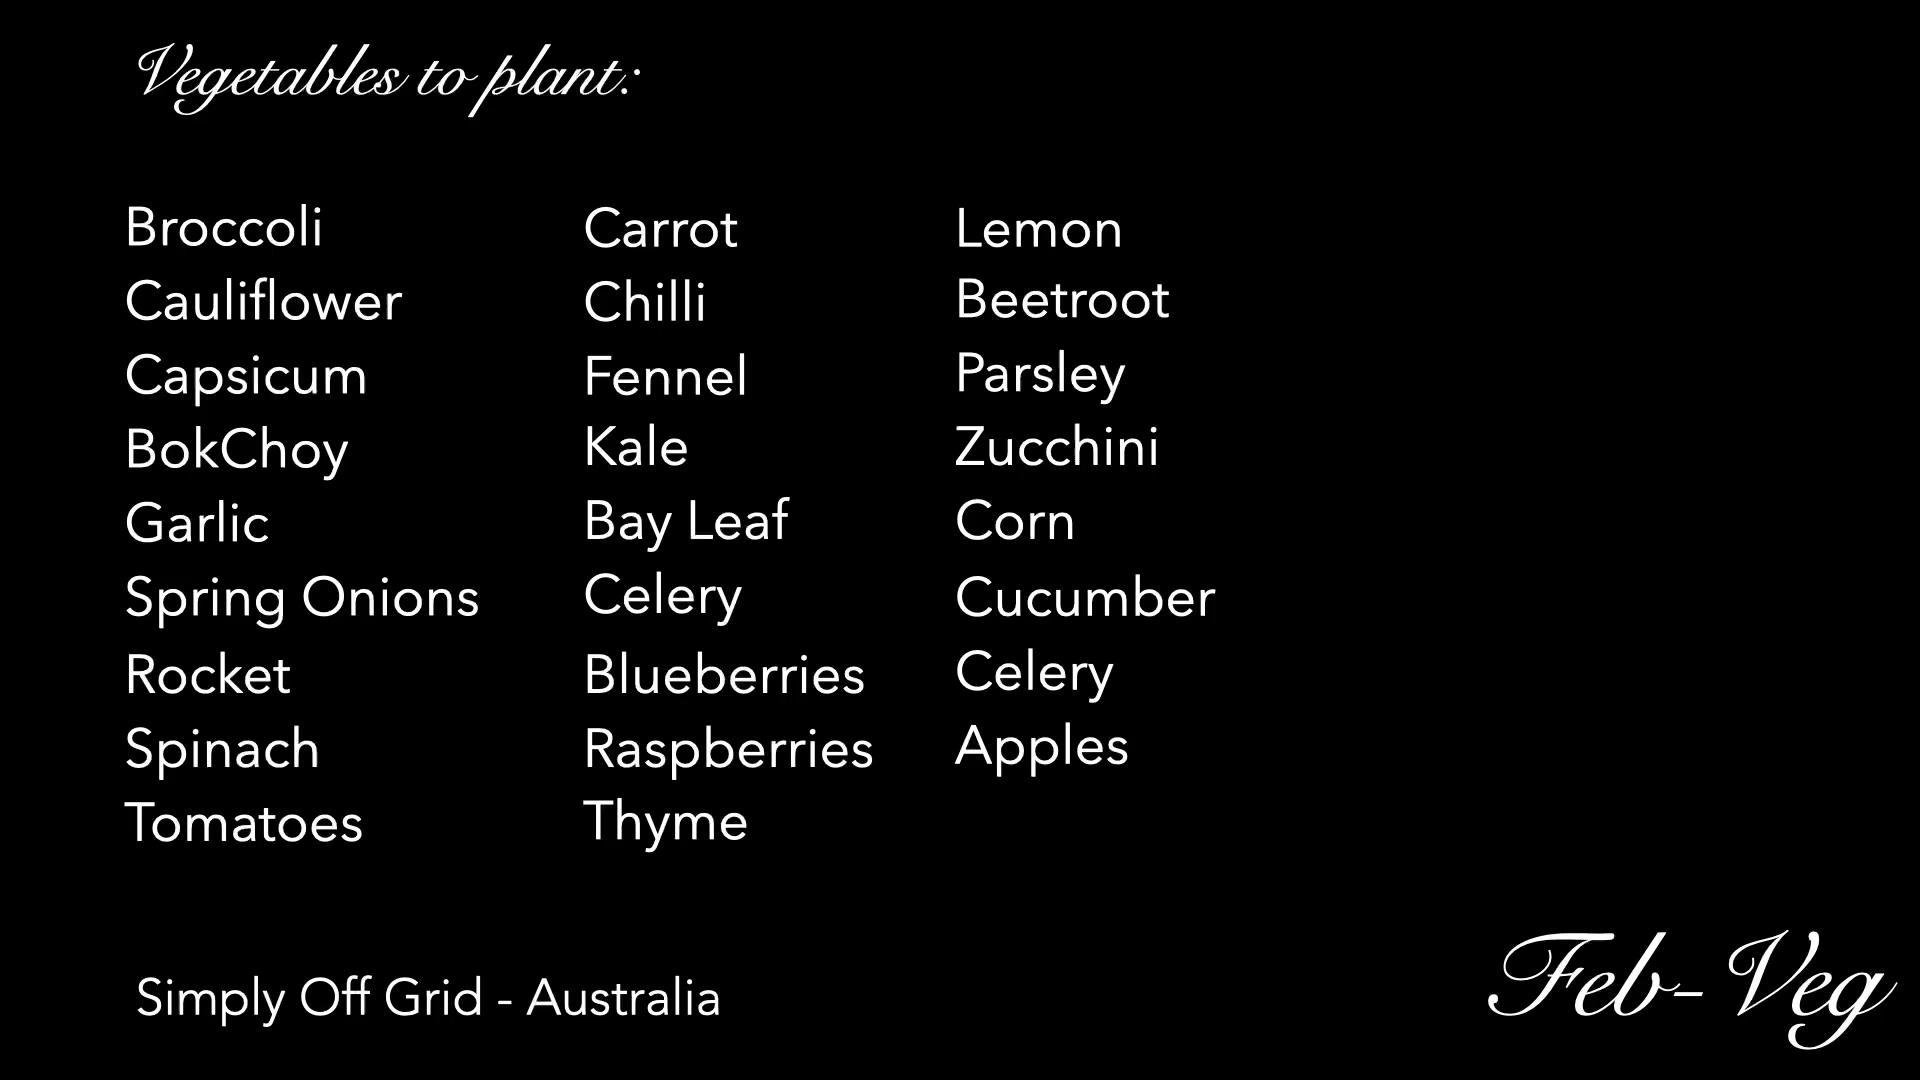 Vegetables to plant:
Broccoli
Cauliflower
Capsicum
BokChoy
Garlic
Spring Onions
Rocket
Spinach
Tomatoes
Carrot
Chilli
Fennel
Kale
Bay Leaf
Celery
Blueberries
Raspberries
Thyme
Lemon
Beetroot
Parsley
Zucchini
Corn
Cucumber
Celery
Apples
Simply Off Grid - Australia
Feb-Veg